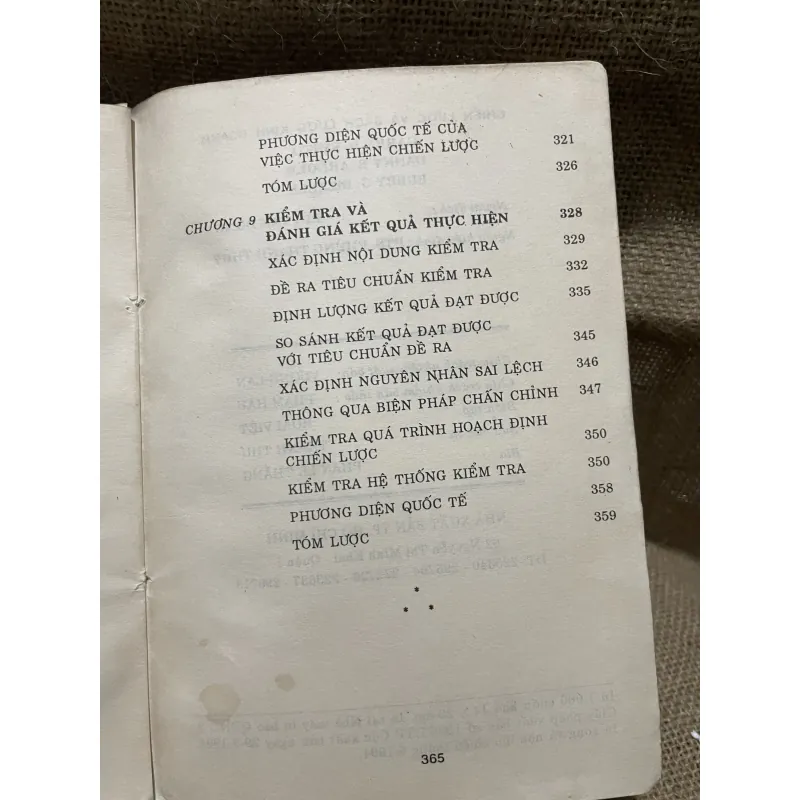 PHƯƠNG DIỆN QUỐC TẾ CỦA
VIỆC THỰC HIỆN CHIẾN LƯỢC 321
TÓM LƯỢC 326
CHƯƠNG 9 KIỂM TRA VÀ
ĐÁNH GIÁ KẾT QUẢ THỰC HIỆN 328
XÁC ĐỊNH NỘI DUNG KIỂM TRA 329
ĐỀ RA TIÊU CHUẨN KIỂM TRA 332
ĐỊNH LƯỢNG KẾT QUẢ ĐẠT ĐƯỢC 335
SO SÁNH KẾT QUẢ ĐẠT ĐƯỢC
VỚI TIÊU CHUẨN ĐỀ RA 345
XÁC ĐỊNH NGUYÊN NHÂN SAI LỆCH 346
THÔNG QUA BIỆN PHÁP CHẤN CHỈNH 347
KIỂM TRA QUÁ TRÌNH HOẠCH ĐỊNH
CHIẾN LƯỢC 350
KIỂM TRA HỆ THỐNG KIỂM TRA 350
PHƯƠNG DIỆN QUỐC TẾ 358
TÓM LƯỢC 359
*
* *
365